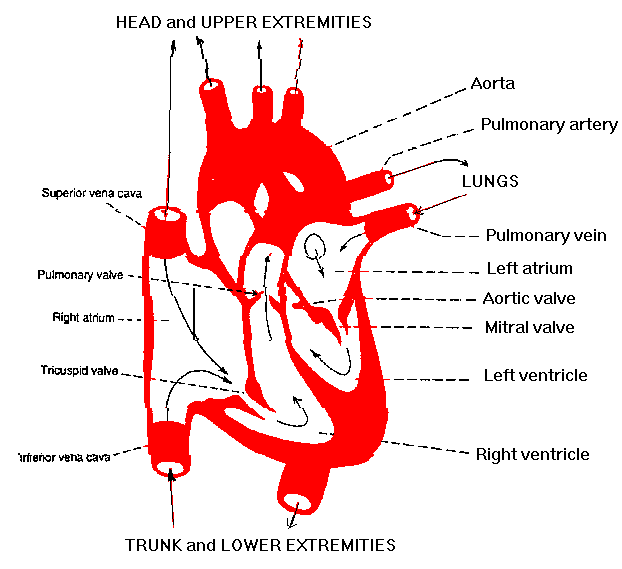 HEAD and UPPER EXTREMITIES
Aorta
Pulmonary artery
LUNGS
Superior vena cava
Pulmonary vein
Left atrium
Pulmonary valve
Aortic valve
Right atrium
Mitral valve
Tricuspid valve
Left ventricle
Inferior vena cava
Right ventricle
TRUNK and LOWER EXTREMITIES